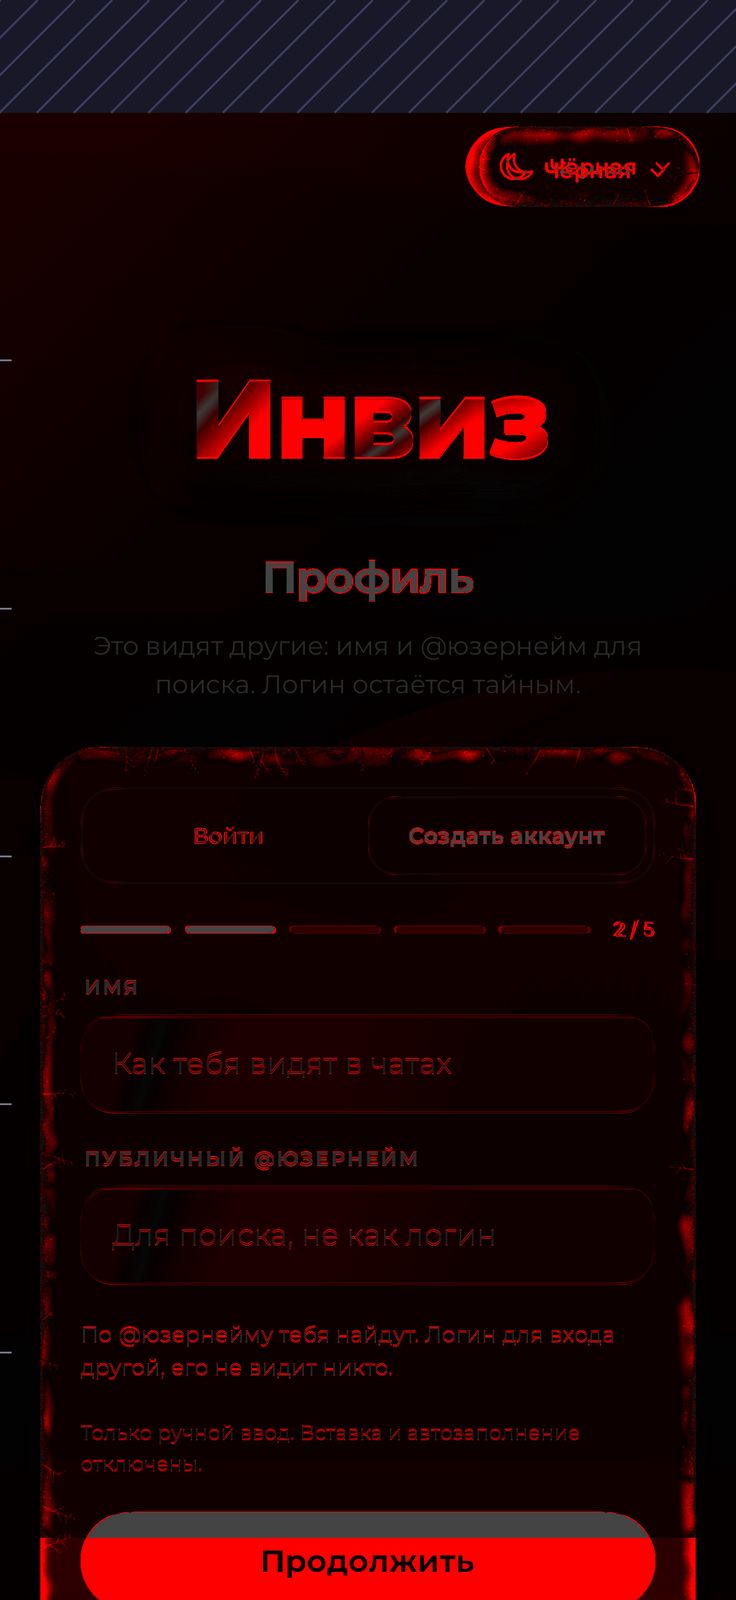 Чёрная
Инвиз
Профиль
Это видят другие: имя и @юзернейм для
поиска. Логин остаётся тайным.
Войти
Создать аккаунт
2/5
ИМЯ
Как тебя видят в чатах
ПУБЛИЧНЫЙ @ЮЗЕРНЕЙМ
Для поиска, не как логин
По @юзернейму тебя найдут. Логин для входа
другой, его не видит никто.
Только ручной ввод. Вставка и автозаполнение
отключены.
Продолжить